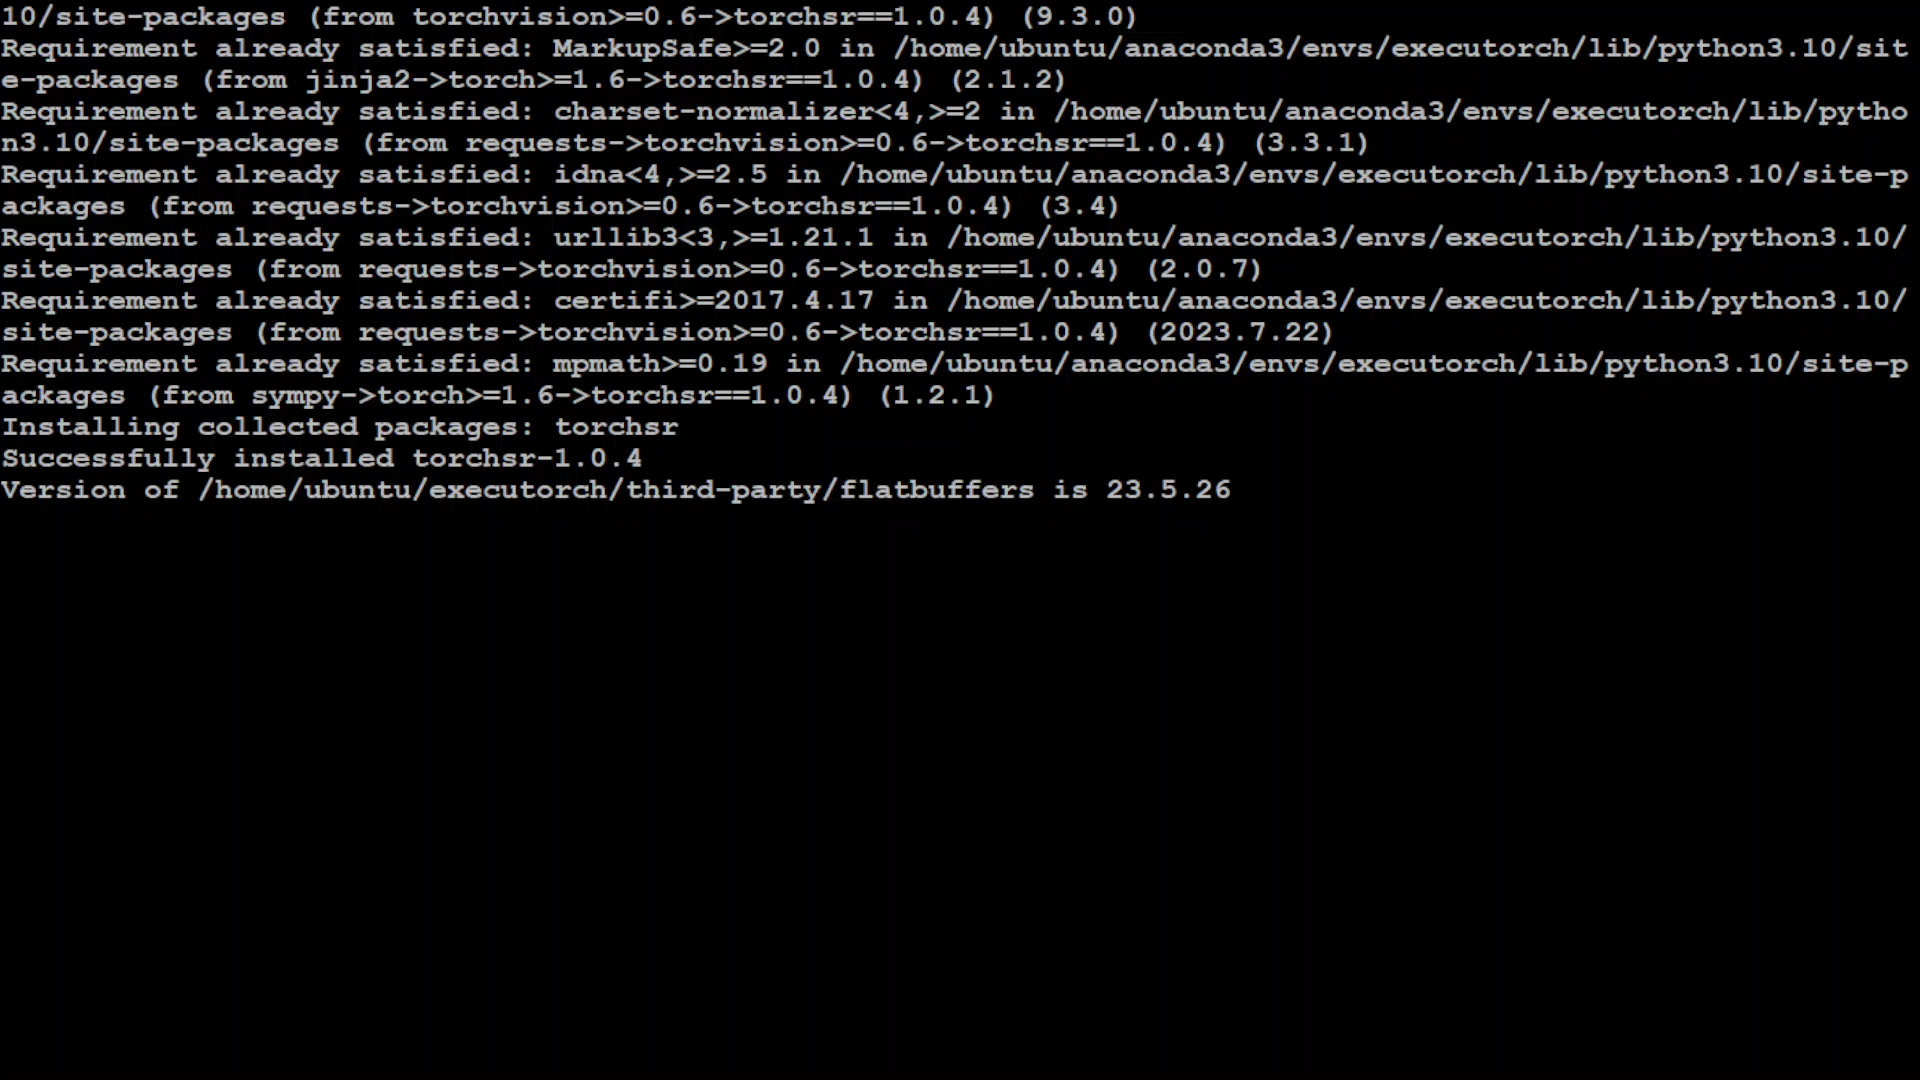 10/site-packages (from torchvision>=0.6->torchsr==1.0.4) (9.3.0)
Requirement already satisfied: MarkupSafe>=2.0 in /home/ubuntu/anaconda3/envs/executorch/lib/python3.10/sit
e-packages (from jinja2->torch>=1.6->torchsr==1.0.4) (2.1.2)
Requirement already satisfied: charset-normalizer<4,>=2 in /home/ubuntu/anaconda3/envs/executorch/lib/pytho
n3.10/site-packages (from requests->torchvision>=0.6->torchsr==1.0.4) (3.3.1)
Requirement already satisfied: idna<4,>=2.5 in /home/ubuntu/anaconda3/envs/executorch/lib/python3.10/site-p
ackages (from requests->torchvision>=0.6->torchsr==1.0.4) (3.4)
Requirement already satisfied: urllib3<3,>=1.21.1 in /home/ubuntu/anaconda3/envs/executorch/lib/python3.10/
site-packages (from requests->torchvision>=0.6->torchsr==1.0.4) (2.0.7)
Requirement already satisfied: certifi>=2017.4.17 in /home/ubuntu/anaconda3/envs/executorch/lib/python3.10/
site-packages (from requests->torchvision>=0.6->torchsr==1.0.4) (2023.7.22)
Requirement already satisfied: mpmath>=0.19 in /home/ubuntu/anaconda3/envs/executorch/lib/python3.10/site-p
ackages (from sympy->torch>=1.6->torchsr==1.0.4) (1.2.1)
Installing collected packages: torchsr
Successfully installed torchsr-1.0.4
Version of /home/ubuntu/executorch/third-party/flatbuffers is 23.5.26